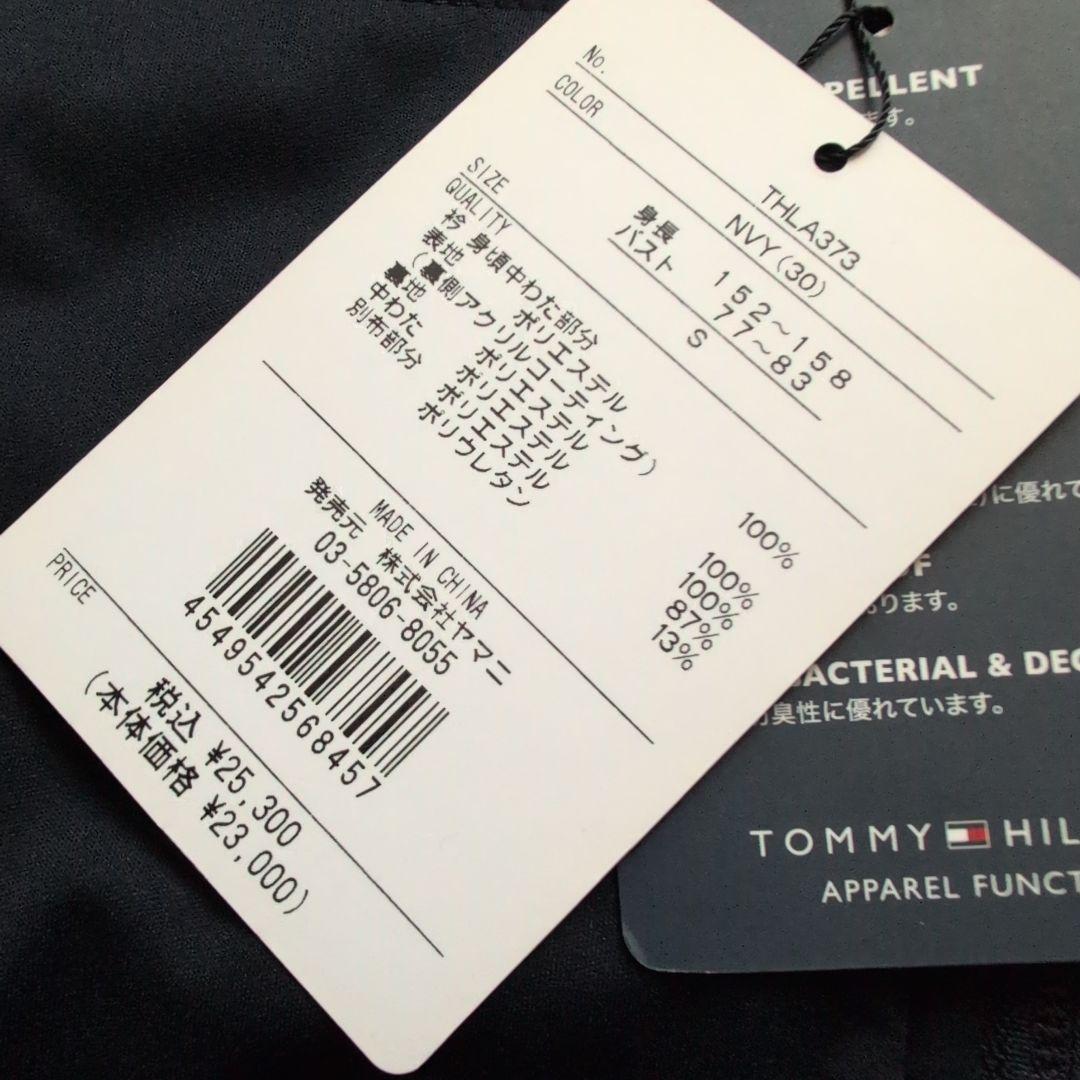 No. THLA373
COLOR NVY(30)
身長 152~158
バスト 77~83
SIZE S
QUALITY
衿 身頃中わた部分
表地 ポリエステル 100%
(裏側アクリルコーティング)
裏地 ポリエステル 100%
中わた ポリエステル 100%
別布部分 ポリエステル 87%
ポリウレタン 13%
MADE IN CHINA
発売元 株式会社ヤマニ
03-5806-8055
4549542568457
PRICE
税込 ¥25,300
(本体価格 ¥23,000)
PELLENT
ます。
に優れて
F
ります。
ACTERIAL & DEO
臭性に優れています。
TOMMY HIL
APPAREL FUNCT